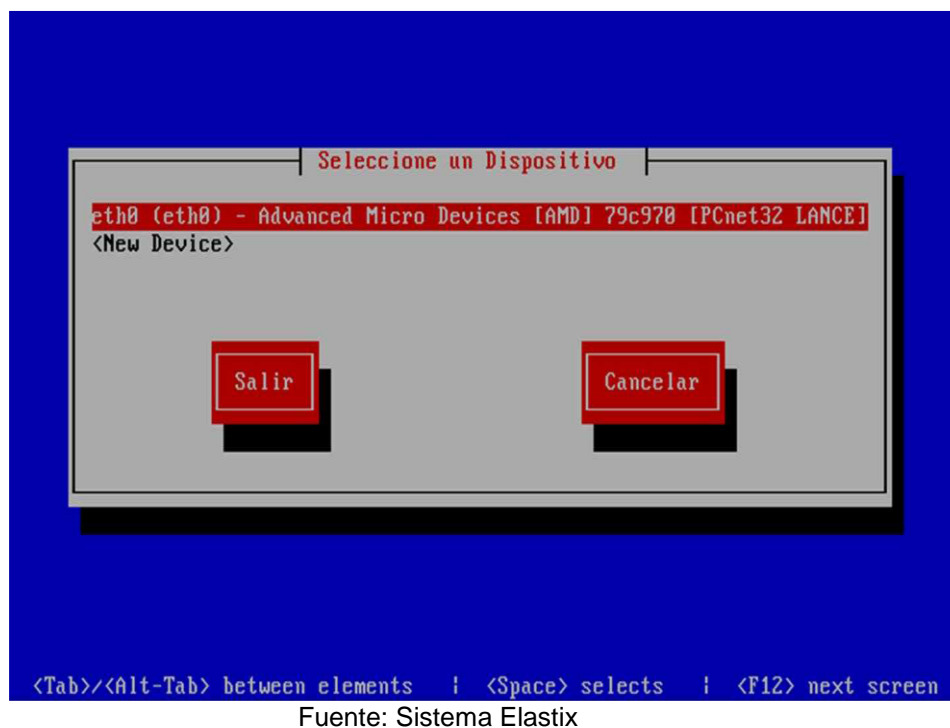 Seleccione un Dispositivo
eth0 (eth0) - Advanced Micro Devices [AMD] 79c970 [PCnet32 LANCE]
<New Device>
Salir Cancelar
<Tab>/<Alt-Tab> between elements ¦ <Space> selects ¦ <F12> next screen
Fuente: Sistema Elastix